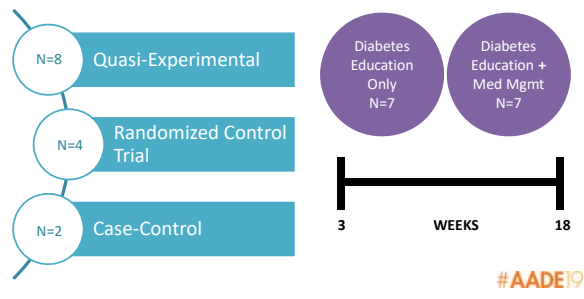 N=8
Quasi-Experimental
N=4
Randomized Control
Trial
N=2
Case-Control
Diabetes
Education
Only
N=7
Diabetes
Education +
Med Mgmt
N=7
3 WEEKS 18
#AADE19